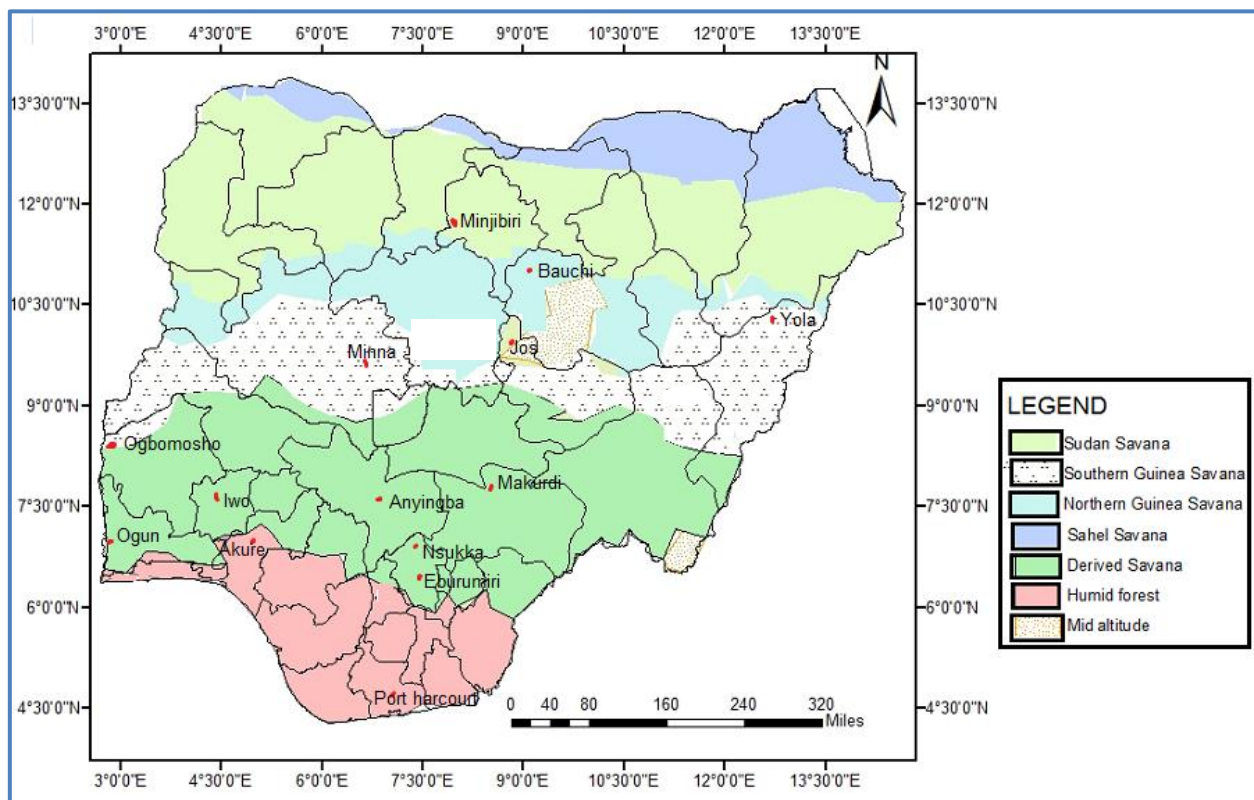 3°0'0"E 4°30'0"E 6°0'0"E 7°30'0"E 9°0'0"E 10°30'0"E 12°0'0"E 13°30'0"E
N
13°30'0"N 13°30'0"N
12°0'0"N 12°0'0"N
Minjibiri
Bauchi
10°30'0"N 10°30'0"N
Yola
Minna
Jos
9°0'0"N 9°0'0"N
Ogbomosho
Makurdi
7°30'0"N 7°30'0"N
Iwo
Anyingba
Ogun
Akure
Nsukka
Eburumiri
6°0'0"N 6°0'0"N
Port harcourt
4°30'0"N 4°30'0"N
0 20 40 80 160 240 320
Miles
3°0'0"E 4°30'0"E 6°0'0"E 7°30'0"E 9°0'0"E 10°30'0"E 12°0'0"E 13°30'0"E
LEGEND
Sudan Savana
Southern Guinea Savana
Northern Guinea Savana
Sahel Savana
Derived Savana
Humid forest
Mid altitude